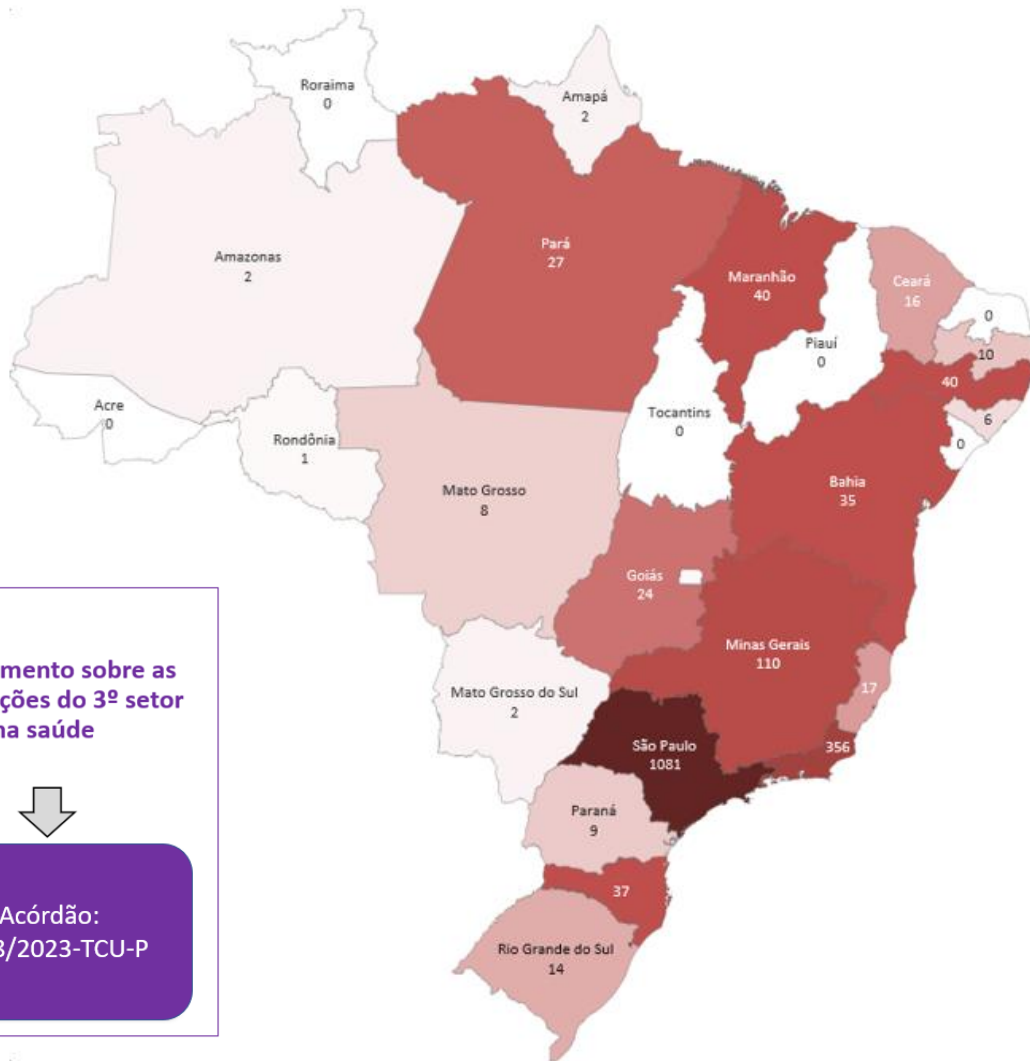 Roraima
0
Amapá
2
Amazonas
2
Pará
27
Maranhão
40
Ceará
16
0
10
Piauí
0
40
6
0
Acre
0
Rondônia
1
Tocantins
0
Mato Grosso
8
Bahia
35
Goiás
24
Minas Gerais
110
17
Mato Grosso do Sul
2
São Paulo
1081
356
Paraná
9
37
Rio Grande do Sul
14
mento sobre as
ções do 3º setor
na saúde
Acórdão:
/2023-TCU-P